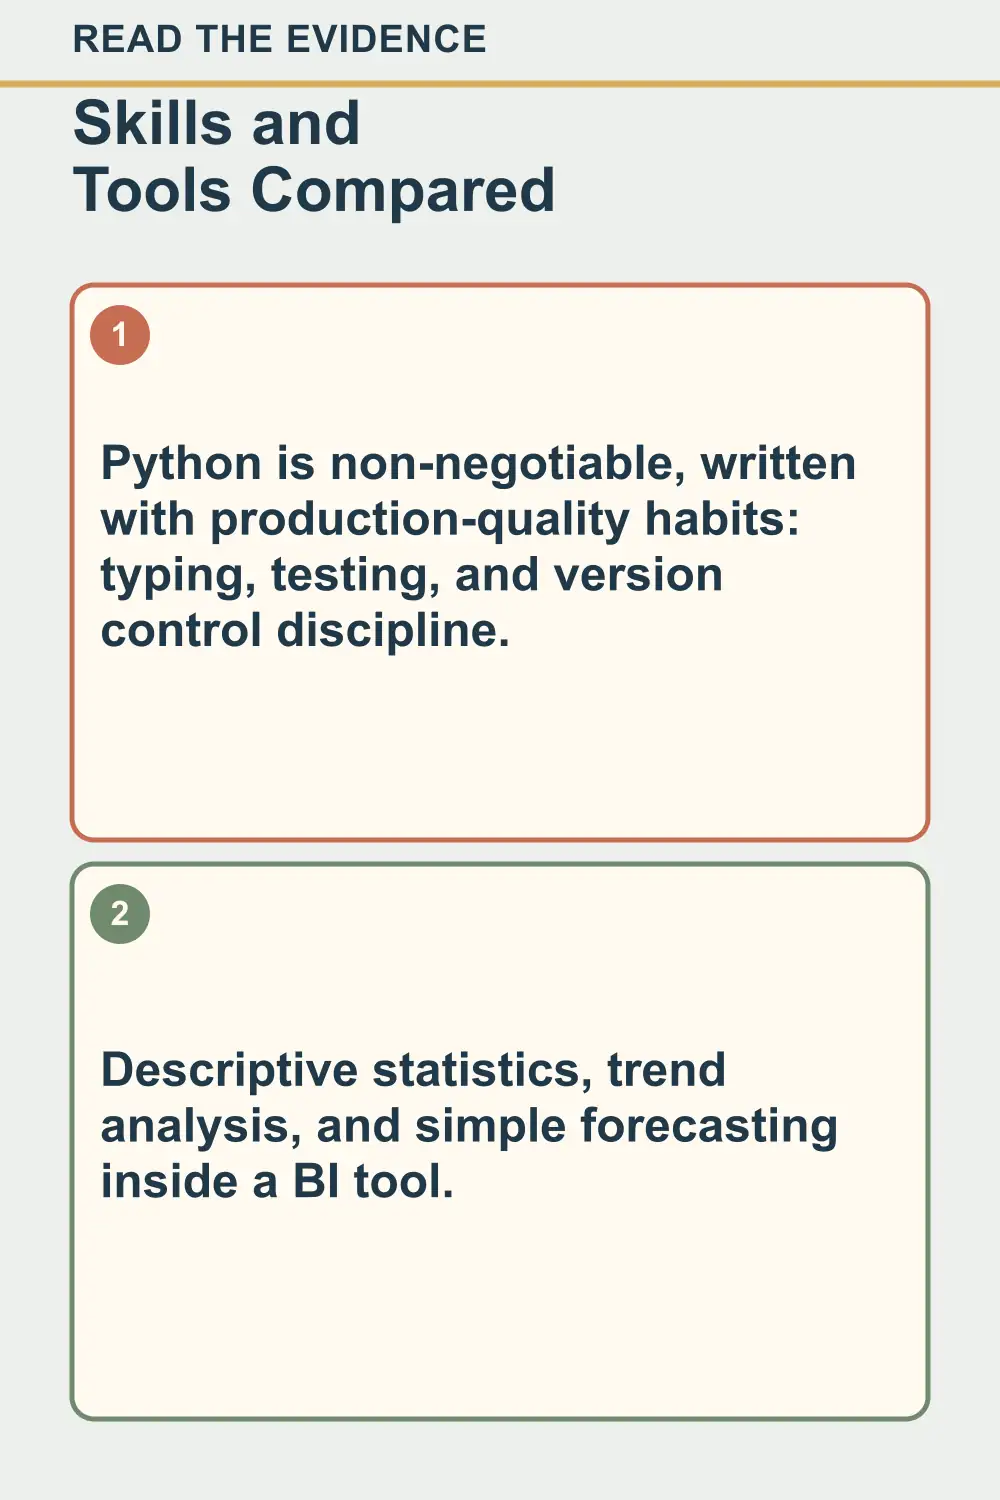 READ THE EVIDENCE
Skills and
Tools Compared
1
Python is non-negotiable, written
with production-quality habits:
typing, testing, and version
control discipline.
2
Descriptive statistics, trend
analysis, and simple forecasting
inside a BI tool.